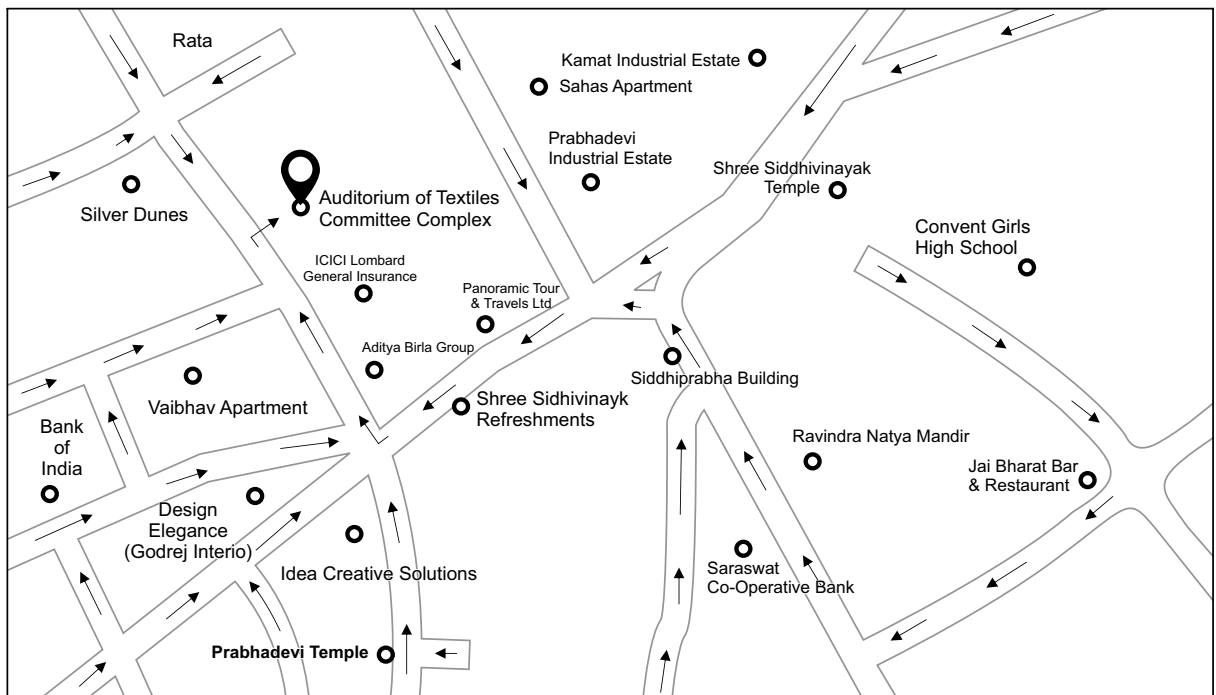 Rata
Kamat Industrial Estate
Sahas Apartment
Prabhadevi
Industrial Estate
Shree Siddhivinayak
Temple
Silver Dunes
Auditorium of Textiles
Committee Complex
Convent Girls
High School
ICICI Lombard
General Insurance
Panoramic Tour
& Travels Ltd
Aditya Birla Group
Siddhiprabha Building
Vaibhav Apartment
Shree Sidhivinayk
Refreshments
Bank
of
India
Ravindra Natya Mandir
Jai Bharat Bar
& Restaurant
Design
Elegance
(Godrej Interio)
Idea Creative Solutions
Saraswat
Co-Operative Bank
Prabhadevi Temple